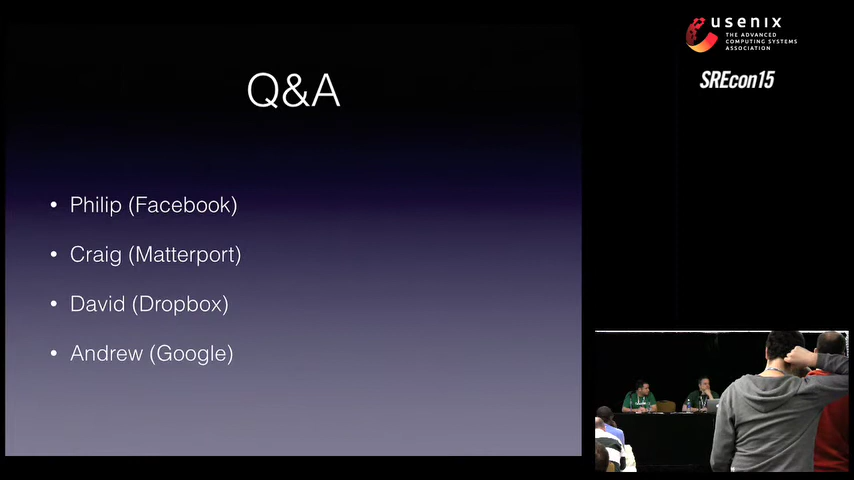 Q&A
• Philip (Facebook)
• Craig (Matterport)
• David (Dropbox)
• Andrew (Google)
usenix
THE ADVANCED
COMPUTING SYSTEMS
ASSOCIATION
SREcon15